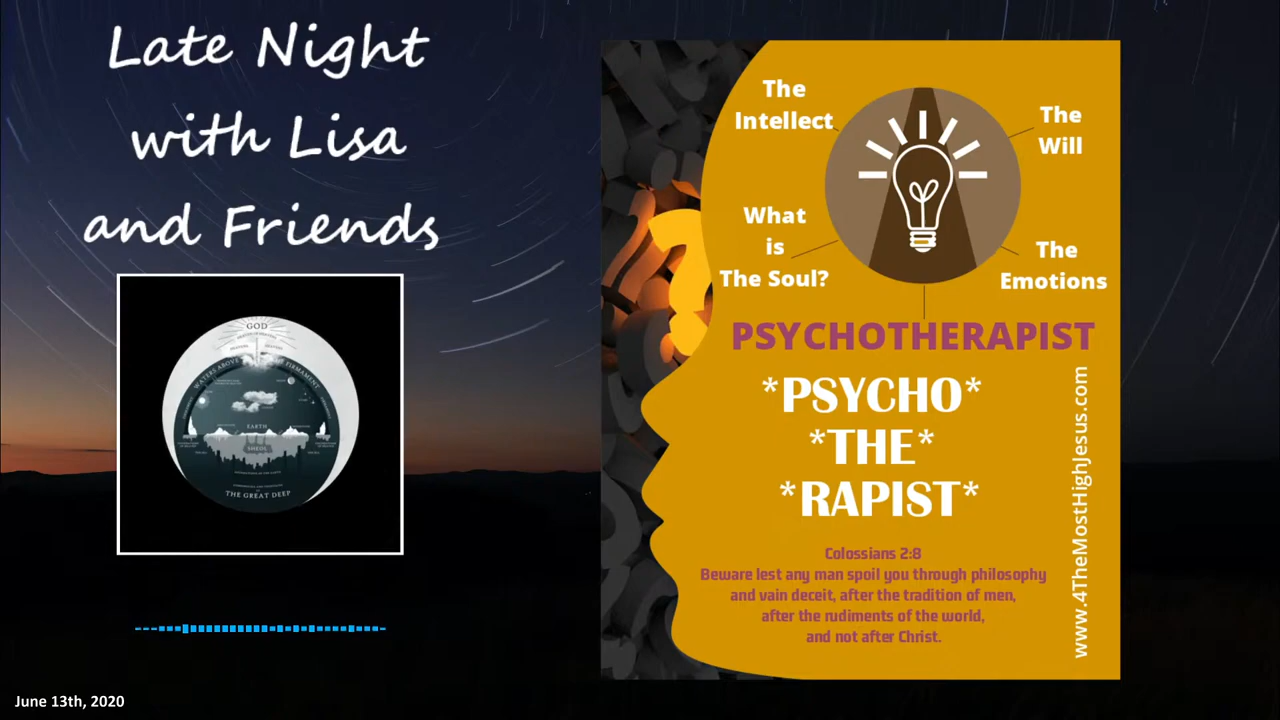 Late Night
with Lisa
and Friends
GOD
WATERS ABOVE
FIRMAMENT
EARTH
SHEOL
THE GREAT DEEP
June 13th, 2020
The
Intellect
The
Will
What
is
The Soul?
The
Emotions
PSYCHOTHERAPIST
*PSYCHO*
*THE*
*RAPIST*
Colossians 2:8
Beware lest any man spoil you through philosophy
and vain deceit, after the tradition of men,
after the rudiments of the world,
and not after Christ.
www.4TheMostHighJesus.com